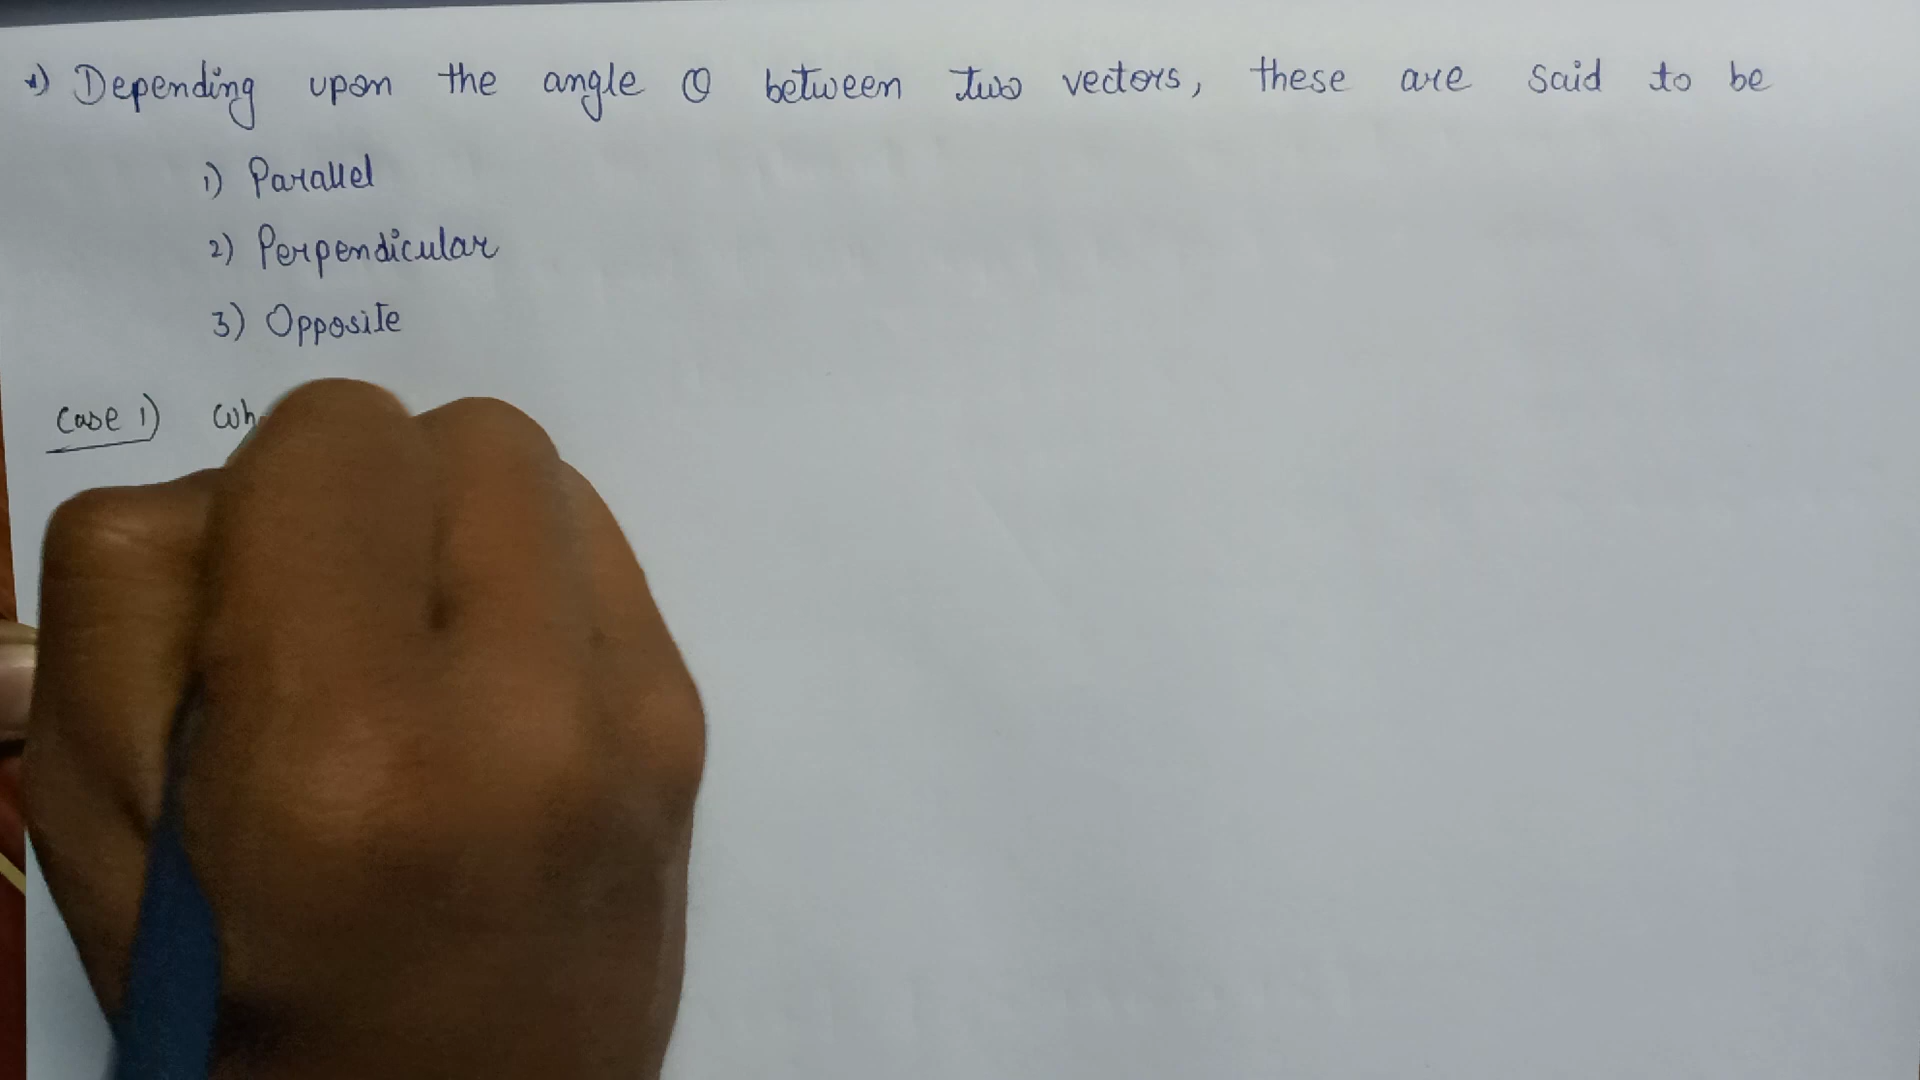 *) Depending upon the angle θ between two vectors, these are said to be
1) Parallel
2) Perpendicular
3) Opposite
Case 1)